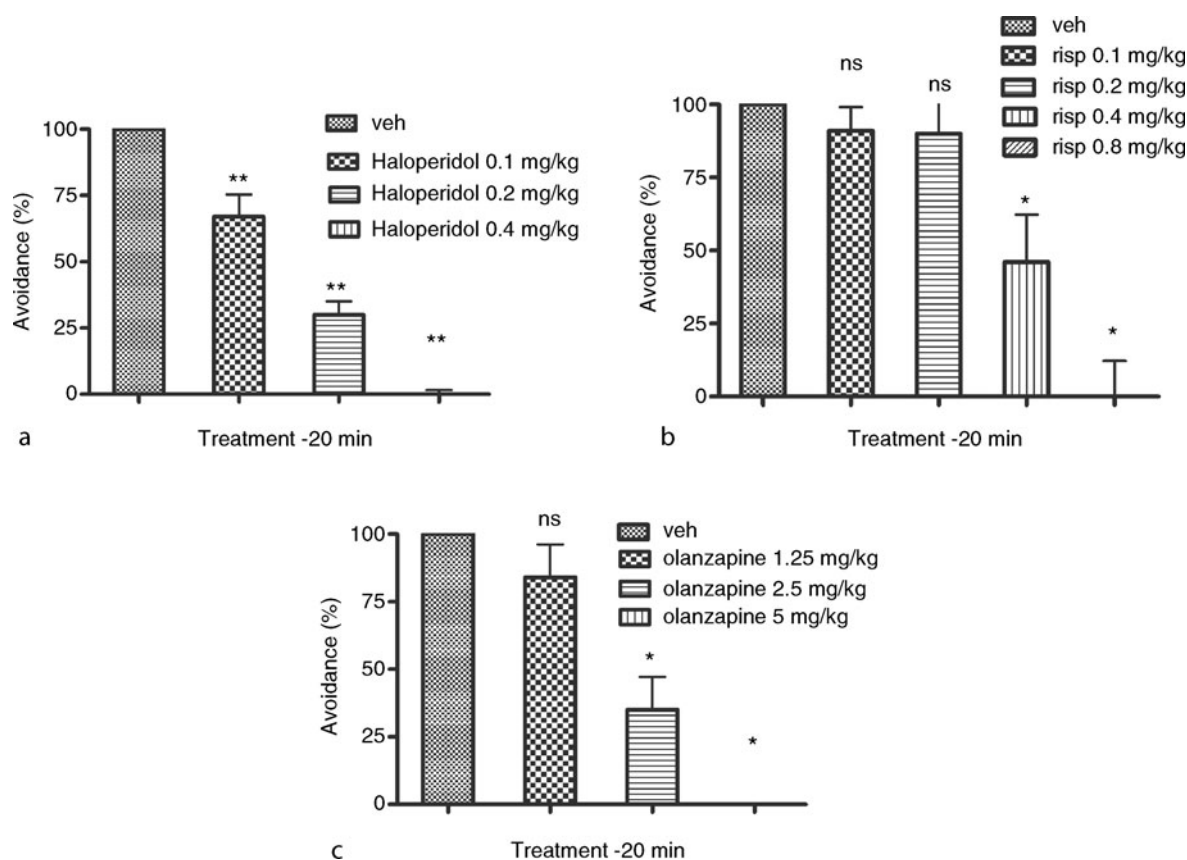 veh
Haloperidol 0.1 mg/kg
Haloperidol 0.2 mg/kg
Haloperidol 0.4 mg/kg
Avoidance (%)
100
75
50
25
0
**
**
**
Treatment -20 min
a
veh
risp 0.1 mg/kg
risp 0.2 mg/kg
risp 0.4 mg/kg
risp 0.8 mg/kg
Avoidance (%)
100
75
50
25
0
ns
ns
*
*
Treatment -20 min
b
veh
olanzapine 1.25 mg/kg
olanzapine 2.5 mg/kg
olanzapine 5 mg/kg
Avoidance (%)
100
75
50
25
0
ns
*
*
Treatment -20 min
c